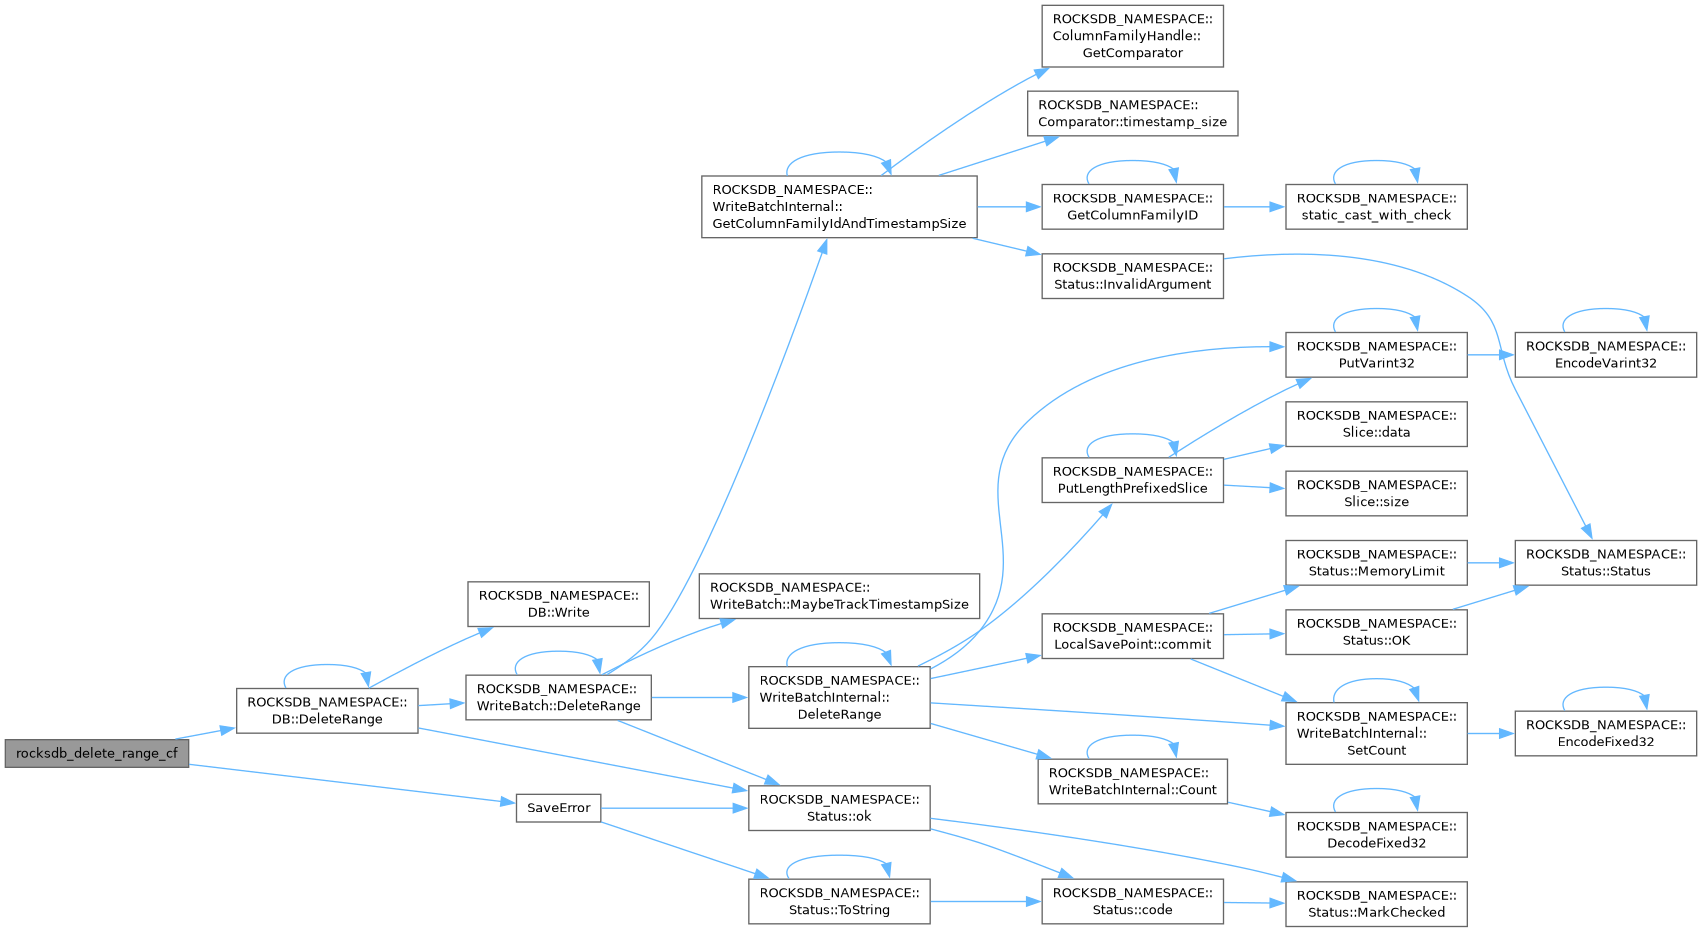 ROCKSDB_NAMESPACE::
ColumnFamilyHandle::
GetComparator
ROCKSDB_NAMESPACE::
Comparator::timestamp_size
ROCKSDB_NAMESPACE::
WriteBatchInternal::
GetColumnFamilyIdAndTimestampSize
ROCKSDB_NAMESPACE::
GetColumnFamilyID
ROCKSDB_NAMESPACE::
static_cast_with_check
ROCKSDB_NAMESPACE::
Status::InvalidArgument
ROCKSDB_NAMESPACE::
PutVarint32
ROCKSDB_NAMESPACE::
EncodeVarint32
ROCKSDB_NAMESPACE::
Slice::data
ROCKSDB_NAMESPACE::
PutLengthPrefixedSlice
ROCKSDB_NAMESPACE::
Slice::size
ROCKSDB_NAMESPACE::
Status::MemoryLimit
ROCKSDB_NAMESPACE::
Status::Status
ROCKSDB_NAMESPACE::
DB::Write
ROCKSDB_NAMESPACE::
WriteBatch::MaybeTrackTimestampSize
ROCKSDB_NAMESPACE::
LocalSavePoint::commit
ROCKSDB_NAMESPACE::
Status::OK
ROCKSDB_NAMESPACE::
DB::DeleteRange
ROCKSDB_NAMESPACE::
WriteBatch::DeleteRange
ROCKSDB_NAMESPACE::
WriteBatchInternal::
DeleteRange
ROCKSDB_NAMESPACE::
WriteBatchInternal::
SetCount
ROCKSDB_NAMESPACE::
EncodeFixed32
rocksdb_delete_range_cf
ROCKSDB_NAMESPACE::
WriteBatchInternal::Count
SaveError
ROCKSDB_NAMESPACE::
Status::ok
ROCKSDB_NAMESPACE::
DecodeFixed32
ROCKSDB_NAMESPACE::
Status::ToString
ROCKSDB_NAMESPACE::
Status::code
ROCKSDB_NAMESPACE::
Status::MarkChecked